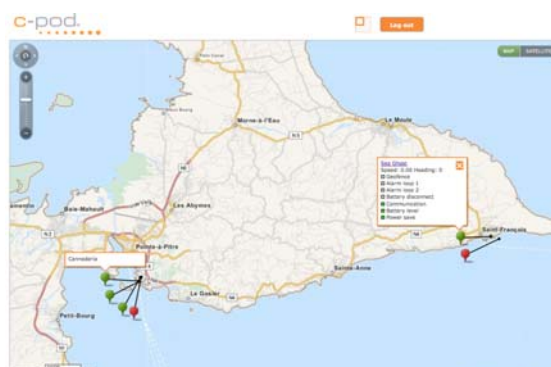 c-pod.
Log out
MAP
SATELLITE
Morne-à-l'Eau
Le Moule
N5
Sea Ghost
Speed: 0.00 Heading: 0
Geofence
Alarm loop 1
Alarm loop 2
Battery disconnect
Communication
Battery level
Power save
Les Abymes
Baie-Mahault
Saint-François
Pointe-à-Pitre
Sainte-Anne
Le Gosier
Petit-Bourg